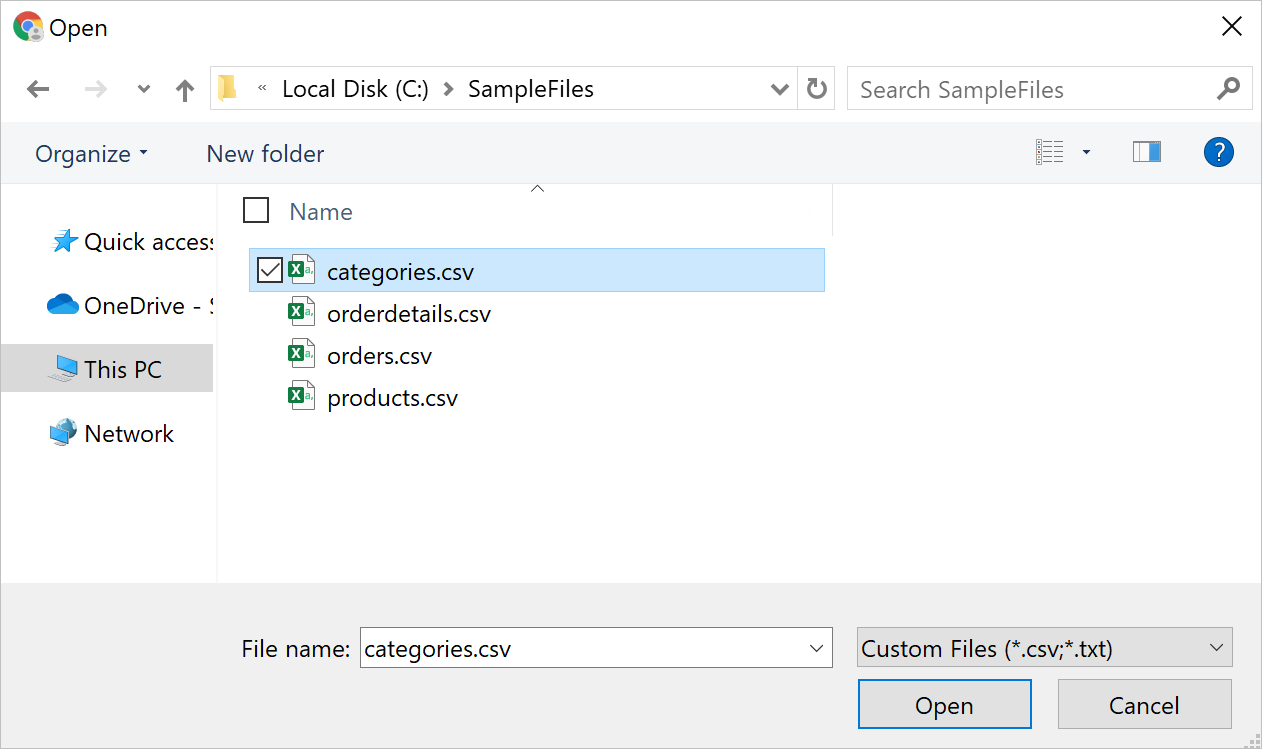 Open
« Local Disk (C:) > SampleFiles
Search SampleFiles
Organize
New folder
?
Name
Quick access
OneDrive -
This PC
Network
categories.csv
orderdetails.csv
orders.csv
products.csv
File name: categories.csv
Custom Files (*.csv;*.txt)
Open
Cancel